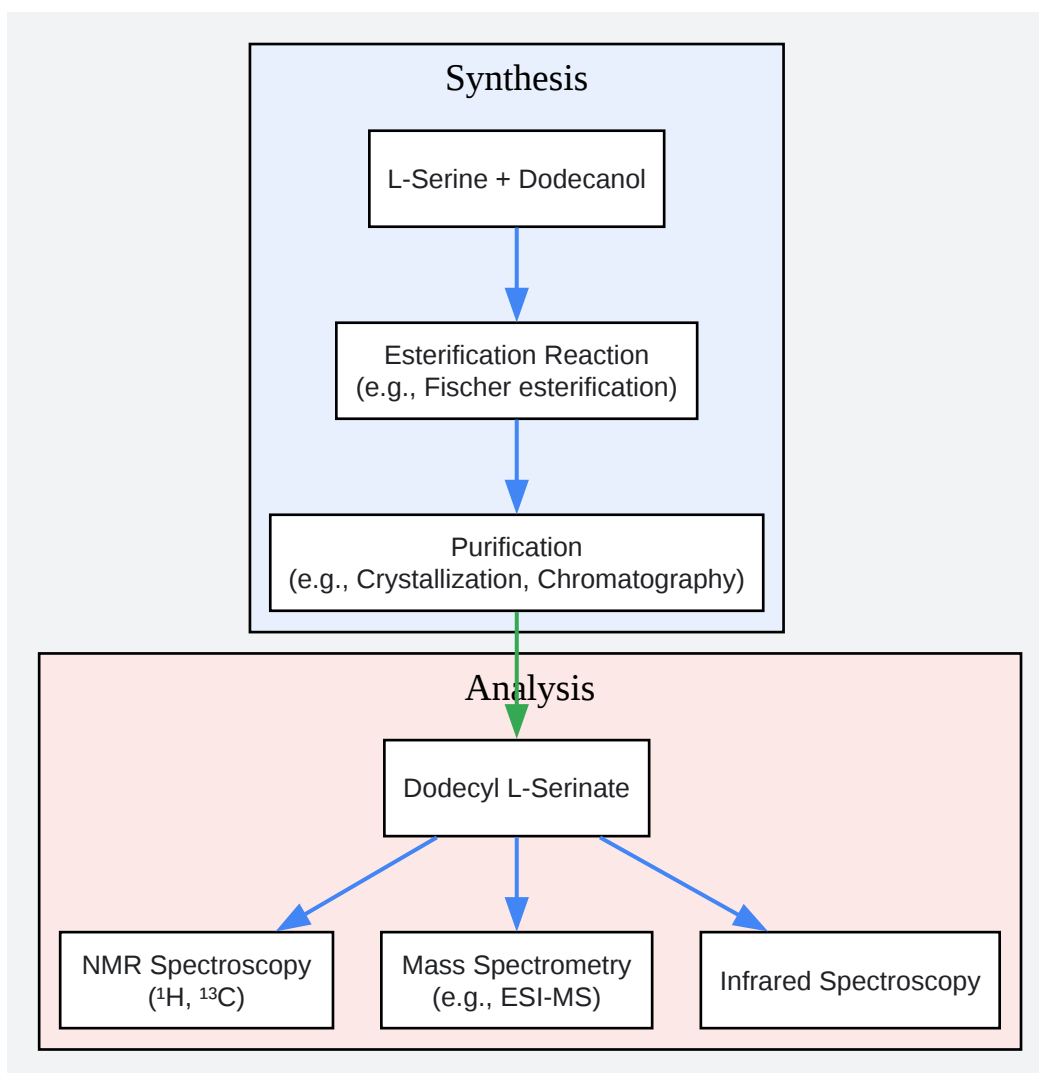 Synthesis
L-Serine + Dodecanol
Esterification Reaction
(e.g., Fischer esterification)
Purification
(e.g., Crystallization, Chromatography)
Analysis
Dodecyl L-Serinate
NMR Spectroscopy
(¹H, ¹³C)
Mass Spectrometry
(e.g., ESI-MS)
Infrared Spectroscopy